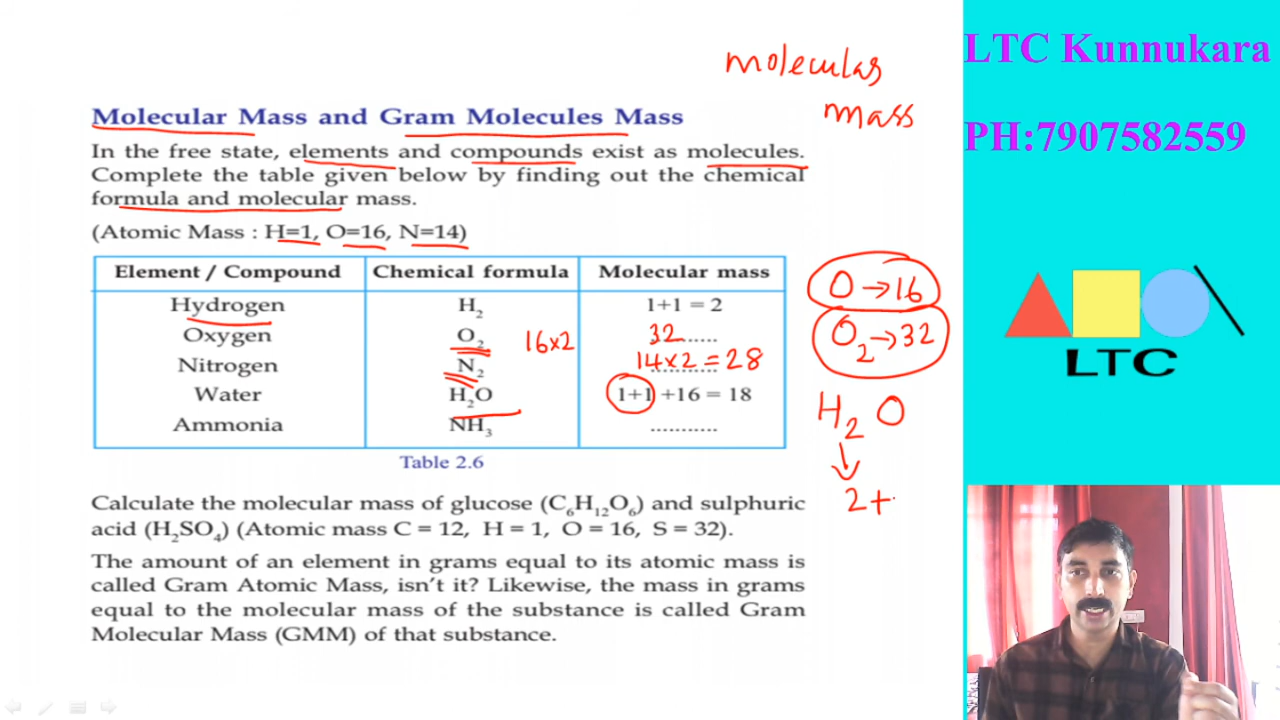 molecular
mass
LTC Kunnukara
PH:7907582559
Molecular Mass and Gram Molecules Mass
In the free state, elements and compounds exist as molecules.
Complete the table given below by finding out the chemical
formula and molecular mass.
(Atomic Mass : H=1, O=16, N=14)
Element / Compound Chemical formula Molecular mass
Hydrogen H₂ 1+1 = 2
Oxygen O₂ 16×2 32......
Nitrogen N₂ 14×2 = 28
Water H₂O 1+1 +16 = 18
Ammonia NH₃ ...........
Table 2.6
O→16
O₂→32
H₂O
↓
2+
LTC
Calculate the molecular mass of glucose (C₆H₁₂O₆) and sulphuric
acid (H₂SO₄) (Atomic mass C = 12, H = 1, O = 16, S = 32).
The amount of an element in grams equal to its atomic mass is
called Gram Atomic Mass, isn't it? Likewise, the mass in grams
equal to the molecular mass of the substance is called Gram
Molecular Mass (GMM) of that substance.